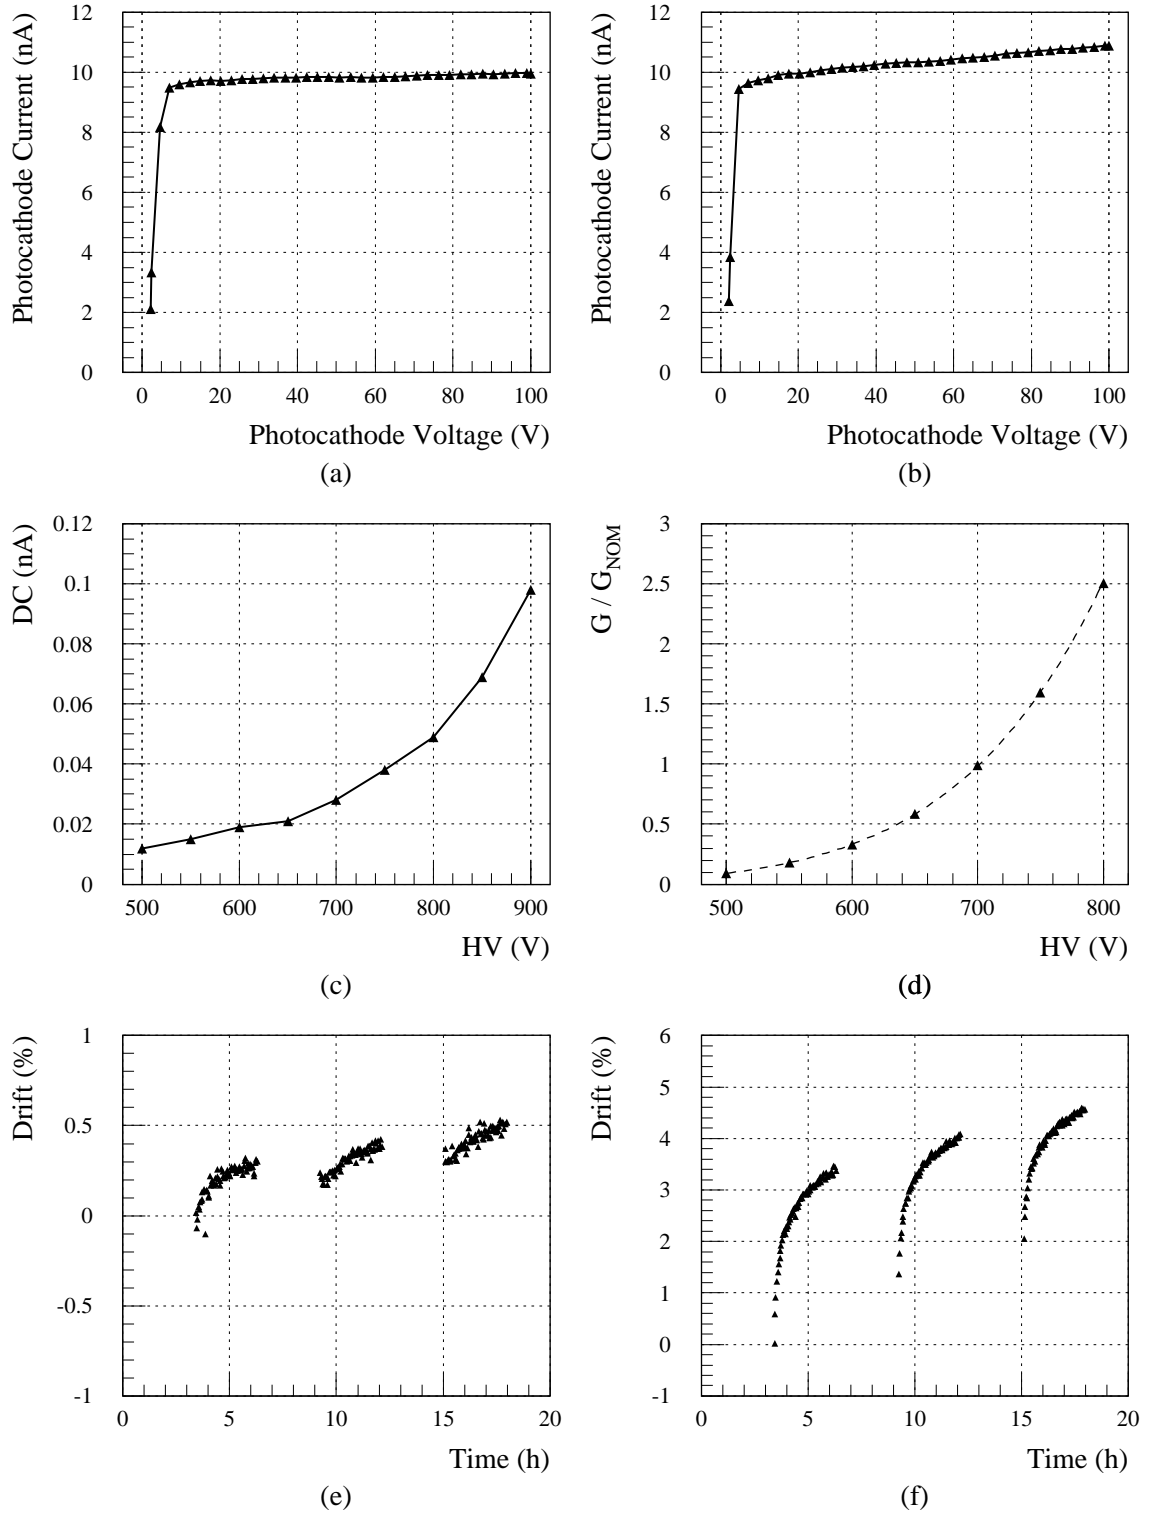 Photocathode Current (nA)
12
10
8
6
4
2
0
0 20 40 60 80 100
Photocathode Voltage (V)
(a)
Photocathode Current (nA)
12
10
8
6
4
2
0
0 20 40 60 80 100
Photocathode Voltage (V)
(b)
DC (nA)
0.12
0.1
0.08
0.06
0.04
0.02
0
500 600 700 800 900
HV (V)
(c)
G / G_NOM
3
2.5
2
1.5
1
0.5
0
500 600 700 800
HV (V)
(d)
Drift (%)
1
0.5
0
-0.5
-1
0 5 10 15 20
Time (h)
(e)
Drift (%)
6
5
4
3
2
1
0
-1
0 5 10 15 20
Time (h)
(f)